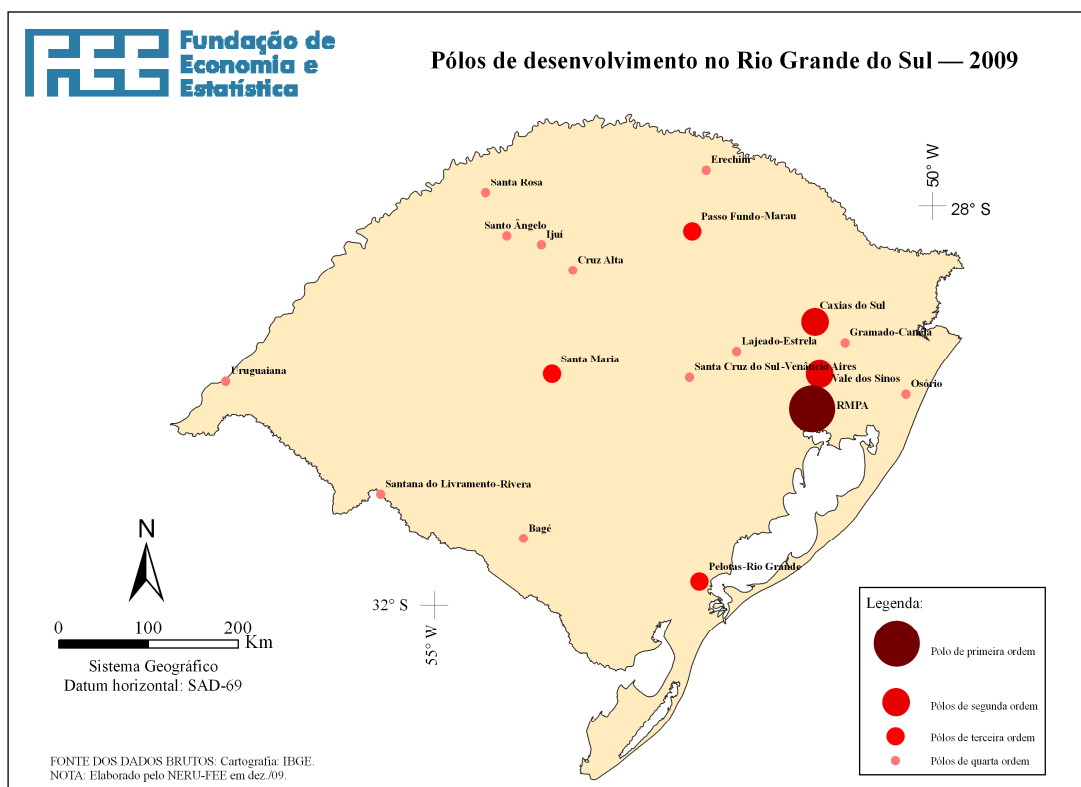 Fundação de
Economia e
Estatística
Pólos de desenvolvimento no Rio Grande do Sul — 2009
50° W
28° S
Erechim
Santa Rosa
Passo Fundo-Marau
Santo Ângelo
Ijuí
Cruz Alta
Caxias do Sul
Gramado-Canela
Lajeado-Estrela
Santa Maria
Santa Cruz do Sul-Venâncio Aires
Uruguaiana
Vale dos Sinos
Osório
RMPA
Santana do Livramento-Rivera
Bagé
Pelotas-Rio Grande
N
32° S
55° W
0 100 200
Km
Sistema Geográfico
Datum horizontal: SAD-69
Legenda:
Polo de primeira ordem
Pólos de segunda ordem
Pólos de terceira ordem
Pólos de quarta ordem
FONTE DOS DADOS BRUTOS: Cartografia: IBGE.
NOTA: Elaborado pelo NERU-FEE em dez./09.